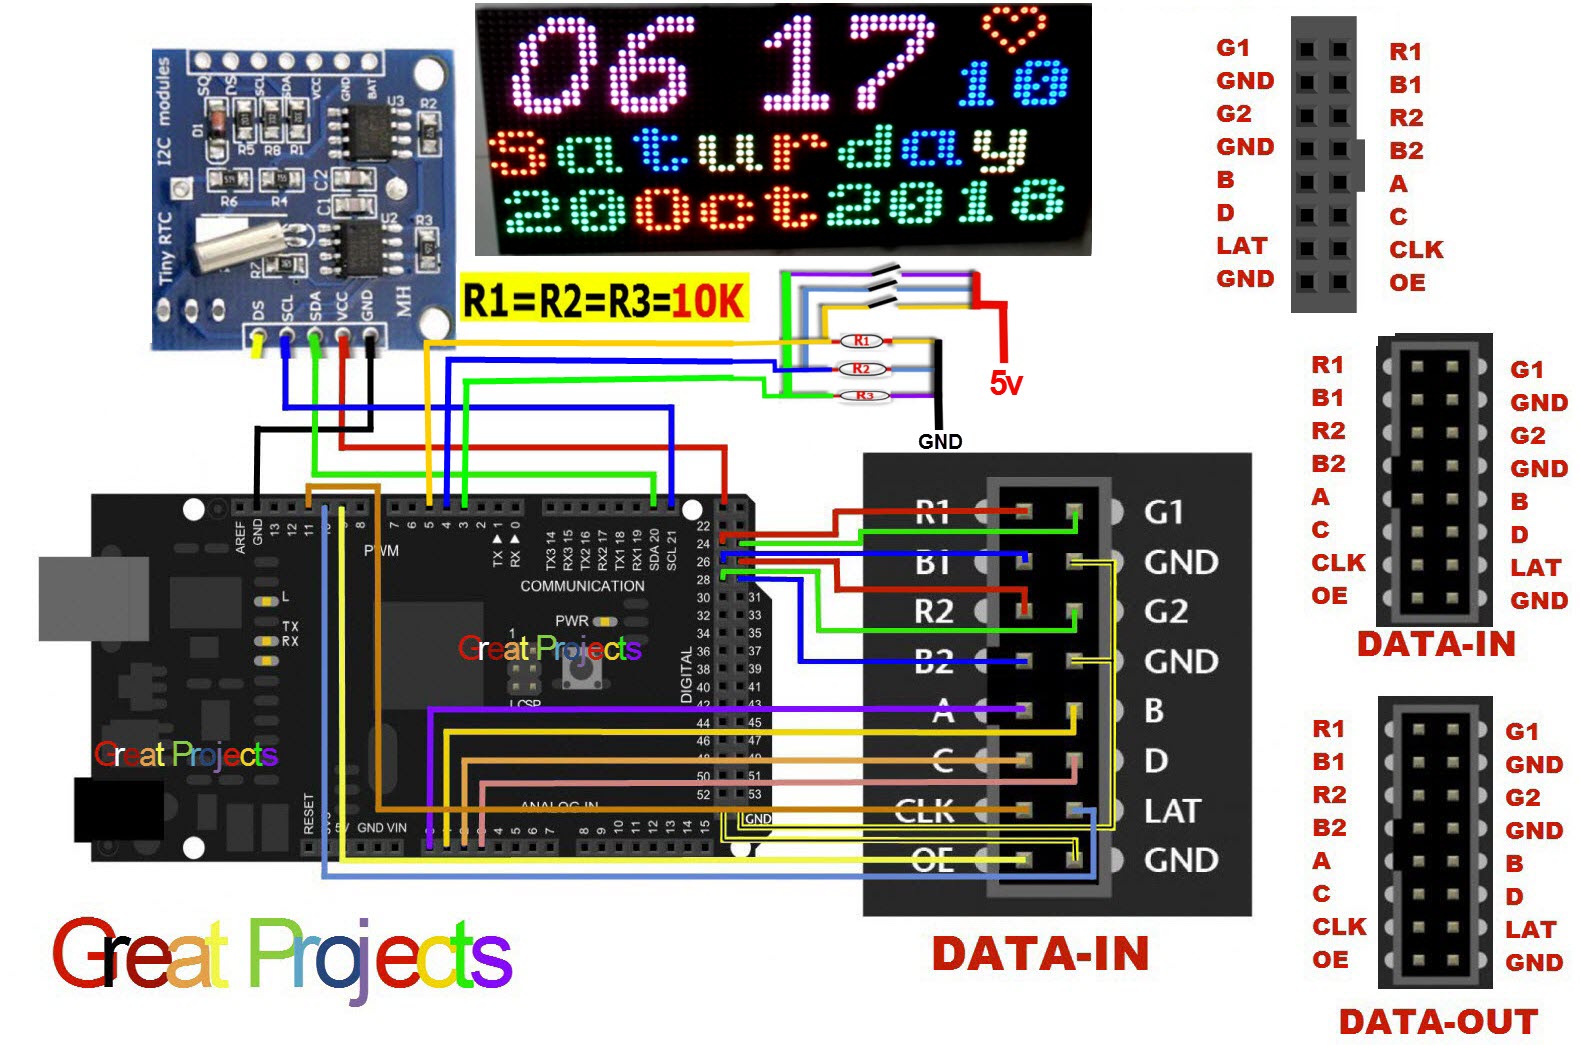 SQ DS SCL SDA VCC GND BAT
I2C modules
Tiny RTC
D1
R5 R8 R1
U3
R2
R6 R4
C2
C1
U2
R3
R7
MH
DS SCL SDA VCC GND
06 17
10
Saturday
20Oct2018
R1=R2=R3=10K
R1
R2
R3
5v
GND
G1 R1
GND B1
G2 R2
GND B2
B A
D C
LAT CLK
GND OE
R1 G1
B1 GND
R2 G2
B2 GND
A B
C D
CLK LAT
OE GND
DATA-IN
R1 G1
B1 GND
R2 G2
B2 GND
A B
C D
CLK LAT
OE GND
DATA-OUT
AREF GND 13 12 11 10 9 8 7 6 5 4 3 2 1 0
TX
RX
TX3 14
RX3 15
TX2 16
RX2 17
TX1 18
RX1 19
SDA 20
SCL 21
PWM
COMMUNICATION
L
TX
RX
PWR
1
ICSP
Great Projects
Great Projects
DIGITAL
22
24
26
28
30 31
32 33
34 35
36 37
38 39
40 41
42 43
44 45
46 47
48 49
50 51
52 53
GND
ANALOG IN
RESET 3V3 5V GND VIN
0 1 2 3 4 5 6 7 8 9 10 11 12 13 14 15
R1 G1
B1 GND
R2 G2
B2 GND
A B
C D
CLK LAT
OE GND
DATA-IN
Great Projects